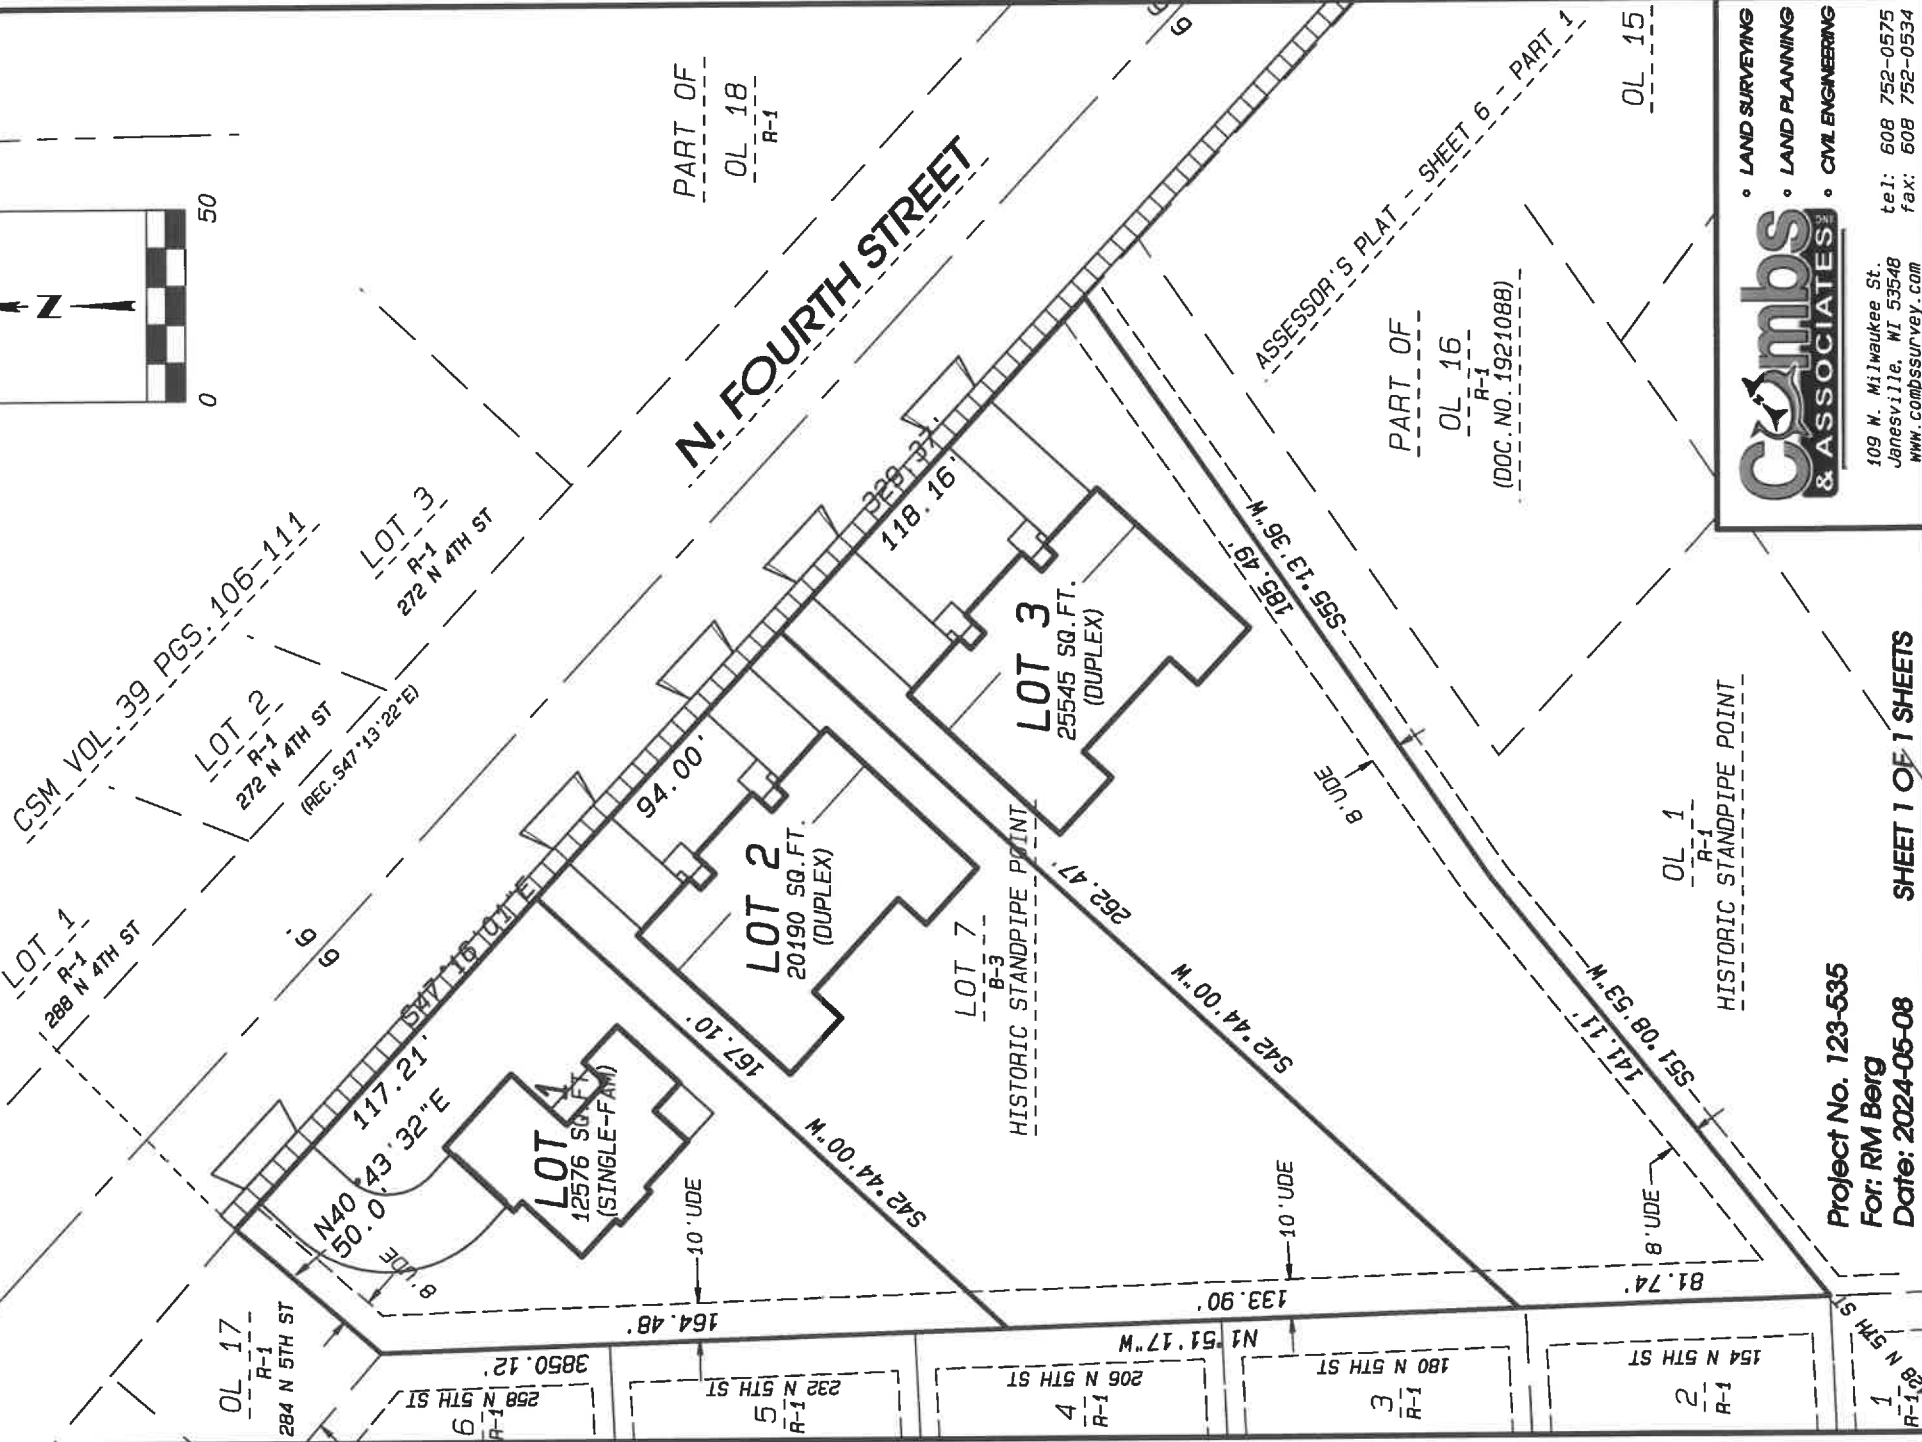 0
50
N
6
CSM VOL. 39 PGS. 106-111
LOT 1
R-1
288 N 4TH ST
LOT 2
R-1
272 N 4TH ST
(REC. S47°13'22"E)
LOT 3
R-1
272 N 4TH ST
PART OF
OL 18
R-1
66'
N. FOURTH STREET
S47°16'01"E
329.37'
117.21'
94.00'
118.16'
N40°43'32"E
50.0'
8'UDE
LOT 1
12576 SQ.FT.
(SINGLE-FAM)
LOT 2
20190 SQ.FT.
(DUPLEX)
LOT 3
25545 SQ.FT.
(DUPLEX)
167.10'
S42°44'00"W
262.47'
S42°44'00"W
LOT 7
B-3
HISTORIC STANDPIPE POINT
185.49'
S55°13'36"W
8'UDE
141.11'
S51°08'53"W
8'UDE
10'UDE
10'UDE
164.48'
133.90'
81.74'
N1°51'17"W
3850.12'
OL 17
R-1
284 N 5TH ST
6
R-1
258 N 5TH ST
5
R-1
232 N 5TH ST
4
R-1
206 N 5TH ST
3
R-1
180 N 5TH ST
2
R-1
154 N 5TH ST
1
R-1
N 5TH ST
ASSESSOR'S PLAT - SHEET 6 - PART 1
OL 15
PART OF
OL 16
R-1
(DOC.NO.1921088)
OL 1
R-1
HISTORIC STANDPIPE POINT
Project No. 123-535
For: RM Berg
Date: 2024-05-08
SHEET 1 OF 1 SHEETS
Combs
& ASSOCIATES INC
• LAND SURVEYING
• LAND PLANNING
• CIVIL ENGINEERING
109 W. Milwaukee St.
Janesville, WI 53548
www.combssurvey.com
tel: 608 752-0575
fax: 608 752-0534